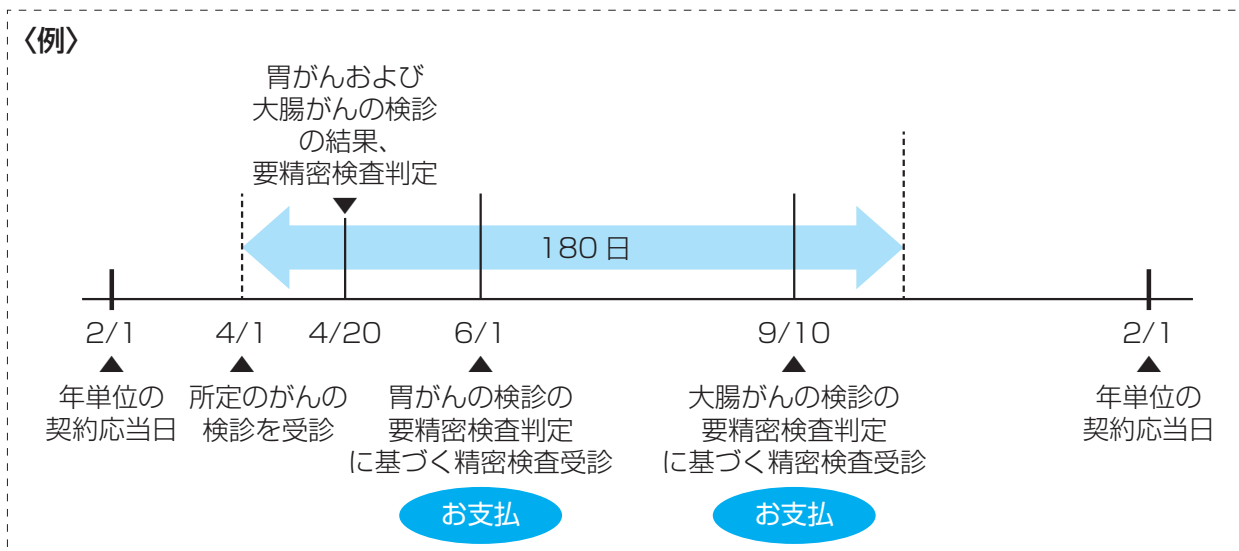 〈例〉
胃がんおよび
大腸がんの検診
の結果、
要精密検査判定
180日
2/1
4/1
4/20
6/1
9/10
2/1
年単位の
契約応当日
所定のがんの
検診を受診
胃がんの検診の
要精密検査判定
に基づく精密検査受診
お支払
大腸がんの検診の
要精密検査判定
に基づく精密検査受診
お支払
年単位の
契約応当日